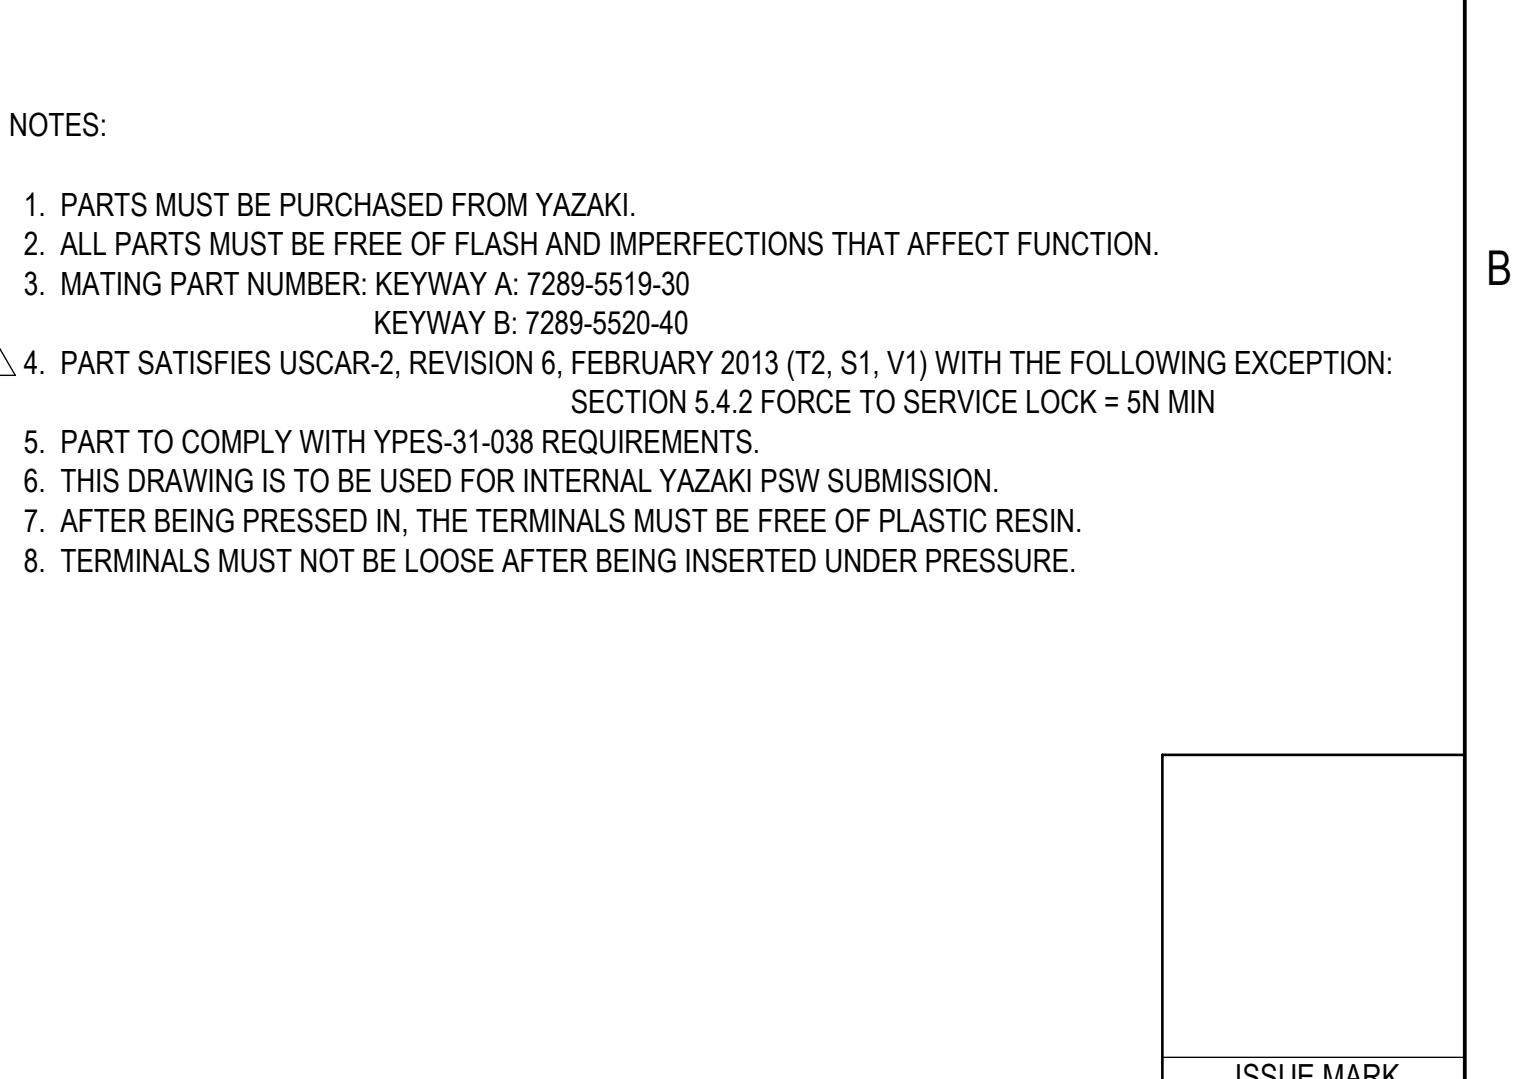 NOTES:
1. PARTS MUST BE PURCHASED FROM YAZAKI.
2. ALL PARTS MUST BE FREE OF FLASH AND IMPERFECTIONS THAT AFFECT FUNCTION.
B
3. MATING PART NUMBER: KEYWAY A: 7289-5519-30
KEYWAY B: 7289-5520-40
4. PART SATISFIES USCAR-2, REVISION 6, FEBRUARY 2013 (T2, S1, V1) WITH THE FOLLOWING EXCEPTION:
SECTION 5.4.2 FORCE TO SERVICE LOCK = 5N MIN
5. PART TO COMPLY WITH YPES-31-038 REQUIREMENTS.
6. THIS DRAWING IS TO BE USED FOR INTERNAL YAZAKI PSW SUBMISSION.
7. AFTER BEING PRESSED IN, THE TERMINALS MUST BE FREE OF PLASTIC RESIN.
8. TERMINALS MUST NOT BE LOOSE AFTER BEING INSERTED UNDER PRESSURE.
ISSUE MARK